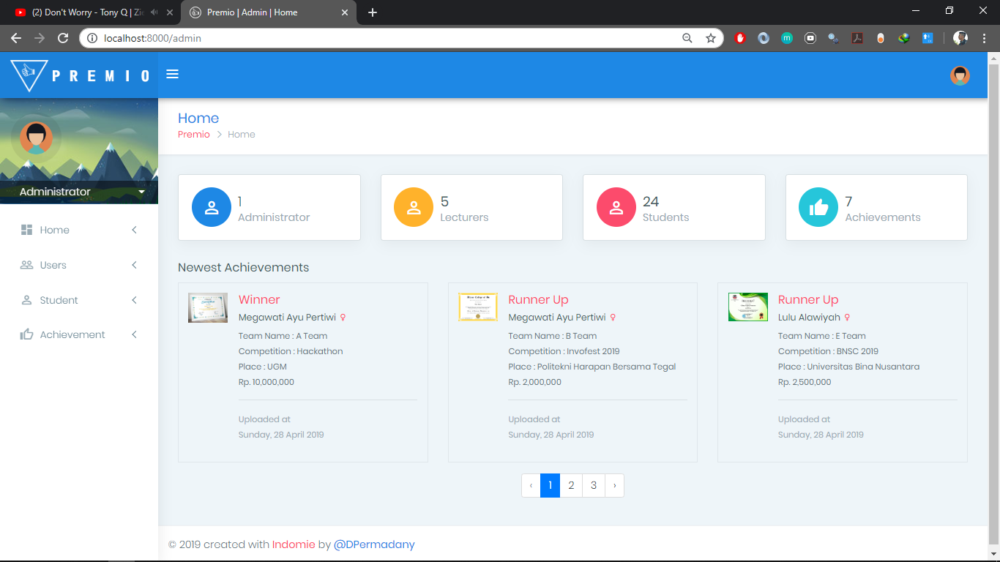 (2) Don't Worry - Tony Q | Zie
Premio | Admin | Home
localhost:8000/admin
PREMIO
Home
Premio > Home
Administrator
Home
Users
Student
Achievement
1
Administrator
5
Lecturers
24
Students
7
Achievements
Newest Achievements
Winner
Megawati Ayu Pertiwi ♀
Team Name : A Team
Competition : Hackathon
Place : UGM
Rp. 10,000,000
Uploaded at
Sunday, 28 April 2019
Runner Up
Megawati Ayu Pertiwi ♀
Team Name : B Team
Competition : Invofest 2019
Place : Politekni Harapan Bersama Tegal
Rp. 2,000,000
Uploaded at
Sunday, 28 April 2019
Runner Up
Lulu Alawiyah ♀
Team Name : E Team
Competition : BNSC 2019
Place : Universitas Bina Nusantara
Rp. 2,500,000
Uploaded at
Sunday, 28 April 2019
‹ 1 2 3 ›
© 2019 created with Indomie by @DPermadany